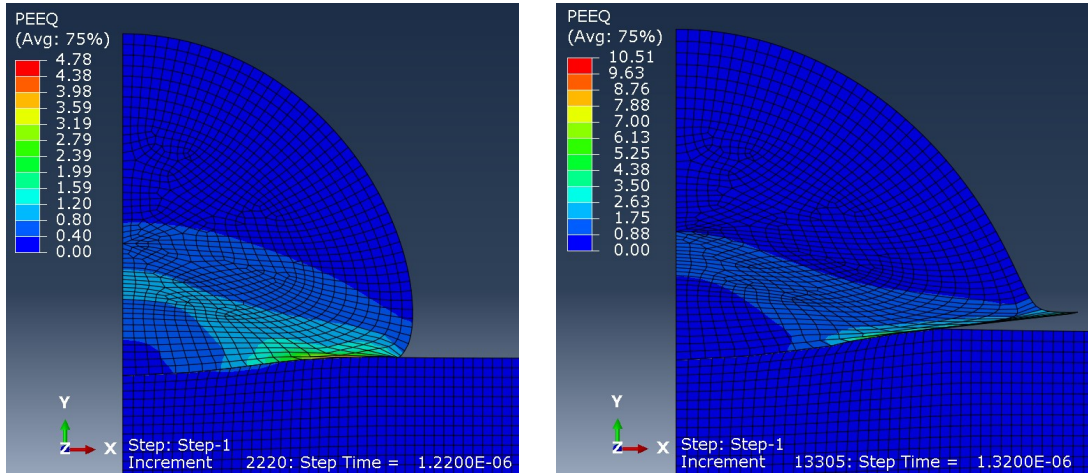 PEEQ
(Avg: 75%)
4.78
4.38
3.98
3.59
3.19
2.79
2.39
1.99
1.59
1.20
0.80
0.40
0.00
Y
Z
X
Step: Step-1
Increment 2220: Step Time = 1.2200E-06
PEEQ
(Avg: 75%)
10.51
9.63
8.76
7.88
7.00
6.13
5.25
4.38
3.50
2.63
1.75
0.88
0.00
Y
Z
X
Step: Step-1
Increment 13305: Step Time = 1.3200E-06